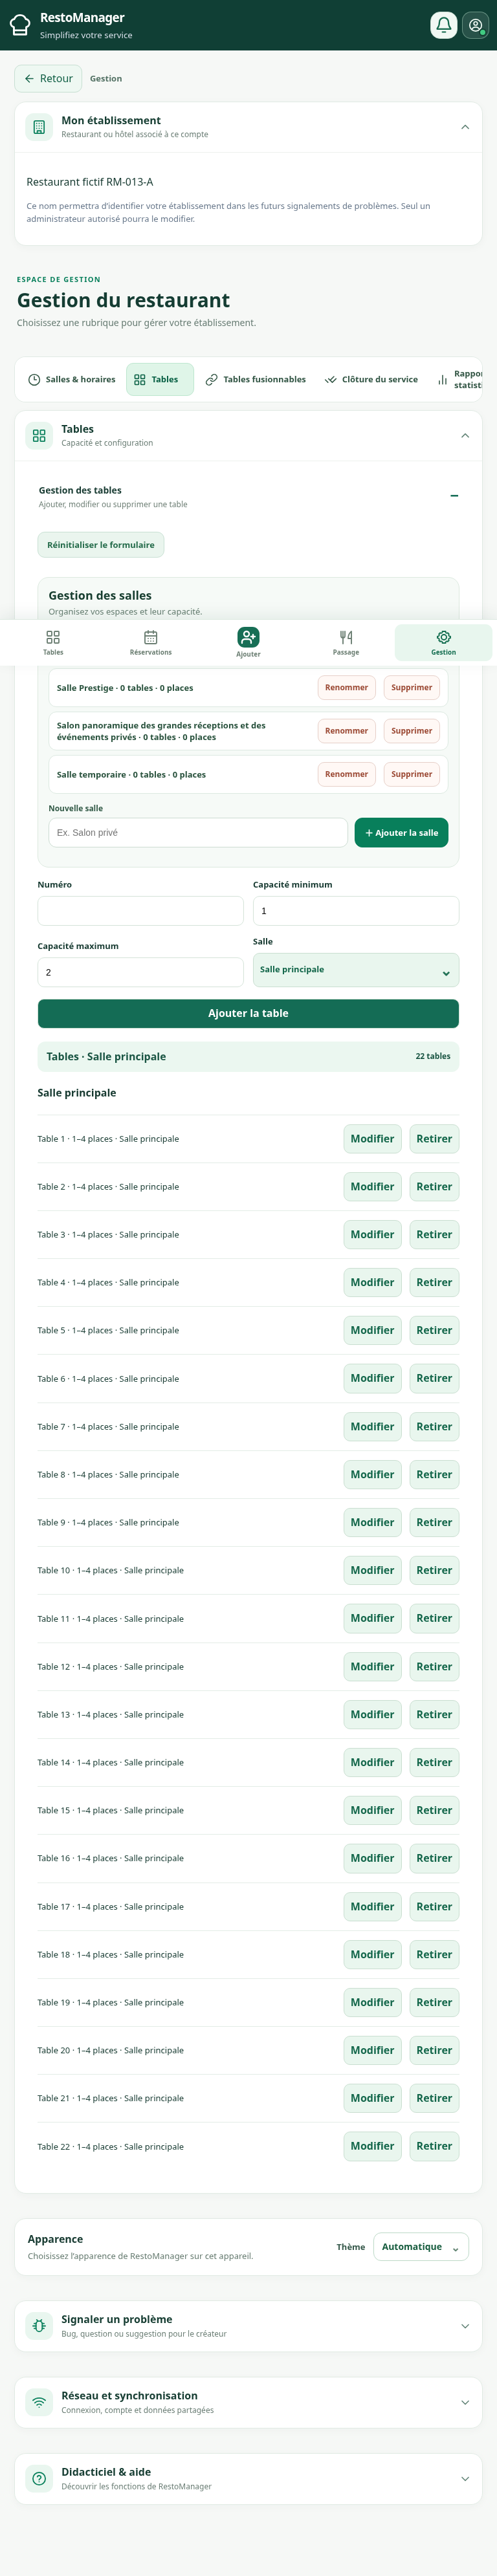 RestoManager
Simplifiez votre service
Retour
Gestion
Mon établissement
Restaurant ou hôtel associé à ce compte
Restaurant fictif RM-013-A
Ce nom permettra d'identifier votre établissement dans les futurs signalements de problèmes. Seul un
administrateur autorisé pourra le modifier.
ESPACE DE GESTION
Gestion du restaurant
Choisissez une rubrique pour gérer votre établissement.
Salles & horaires
Tables
Tables fusionnables
Clôture du service
Tables
Capacité et configuration
Gestion des tables
Ajouter, modifier ou supprimer une table
Réinitialiser le formulaire
Gestion des salles
Organisez vos espaces et leur capacité.
Tables
Réservations
Ajouter
Passage
Gestion
Salle Prestige · 0 tables · 0 places
Renommer
Supprimer
Salon panoramique des grandes réceptions et des
événements privés · 0 tables · 0 places
Renommer
Supprimer
Salle temporaire · 0 tables · 0 places
Renommer
Supprimer
Nouvelle salle
Ex. Salon privé
+ Ajouter la salle
Numéro
Capacité minimum
1
Capacité maximum
Salle
2
Salle principale
Ajouter la table
Tables · Salle principale
22 tables
Salle principale
Table 1 · 1–4 places · Salle principale
Modifier
Retirer
Table 2 · 1–4 places · Salle principale
Modifier
Retirer
Table 3 · 1–4 places · Salle principale
Modifier
Retirer
Table 4 · 1–4 places · Salle principale
Modifier
Retirer
Table 5 · 1–4 places · Salle principale
Modifier
Retirer
Table 6 · 1–4 places · Salle principale
Modifier
Retirer
Table 7 · 1–4 places · Salle principale
Modifier
Retirer
Table 8 · 1–4 places · Salle principale
Modifier
Retirer
Table 9 · 1–4 places · Salle principale
Modifier
Retirer
Table 10 · 1–4 places · Salle principale
Modifier
Retirer
Table 11 · 1–4 places · Salle principale
Modifier
Retirer
Table 12 · 1–4 places · Salle principale
Modifier
Retirer
Table 13 · 1–4 places · Salle principale
Modifier
Retirer
Table 14 · 1–4 places · Salle principale
Modifier
Retirer
Table 15 · 1–4 places · Salle principale
Modifier
Retirer
Table 16 · 1–4 places · Salle principale
Modifier
Retirer
Table 17 · 1–4 places · Salle principale
Modifier
Retirer
Table 18 · 1–4 places · Salle principale
Modifier
Retirer
Table 19 · 1–4 places · Salle principale
Modifier
Retirer
Table 20 · 1–4 places · Salle principale
Modifier
Retirer
Table 21 · 1–4 places · Salle principale
Modifier
Retirer
Table 22 · 1–4 places · Salle principale
Modifier
Retirer
Apparence
Choisissez l'apparence de RestoManager sur cet appareil.
Thème
Automatique
Signaler un problème
Bug, question ou suggestion pour le créateur
Réseau et synchronisation
Connexion, compte et données partagées
Didacticiel & aide
Découvrir les fonctions de RestoManager